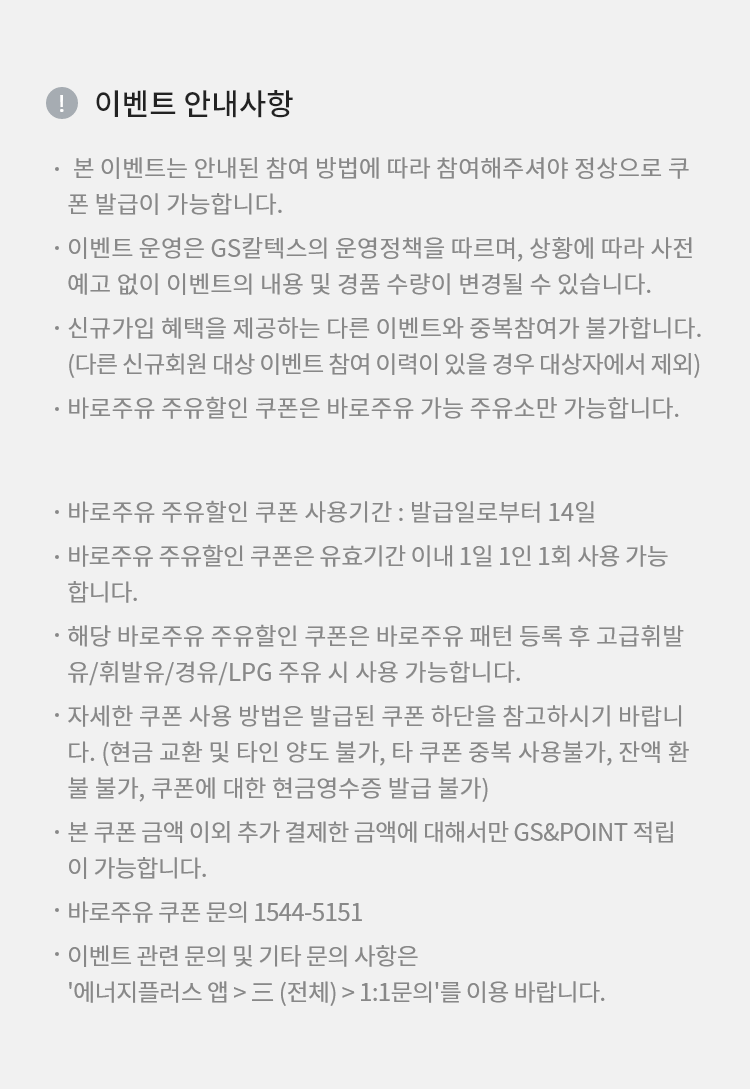 ! 이벤트 안내사항
· 본 이벤트는 안내된 참여 방법에 따라 참여해주셔야 정상으로 쿠
폰 발급이 가능합니다.
· 이벤트 운영은 GS칼텍스의 운영정책을 따르며, 상황에 따라 사전
예고 없이 이벤트의 내용 및 경품 수량이 변경될 수 있습니다.
· 신규가입 혜택을 제공하는 다른 이벤트와 중복참여가 불가합니다.
(다른 신규회원 대상 이벤트 참여 이력이 있을 경우 대상자에서 제외)
· 바로주유 주유할인 쿠폰은 바로주유 가능 주유소만 가능합니다.
· 바로주유 주유할인 쿠폰 사용기간 : 발급일로부터 14일
· 바로주유 주유할인 쿠폰은 유효기간 이내 1일 1인 1회 사용 가능
합니다.
· 해당 바로주유 주유할인 쿠폰은 바로주유 패턴 등록 후 고급휘발
유/휘발유/경유/LPG 주유 시 사용 가능합니다.
· 자세한 쿠폰 사용 방법은 발급된 쿠폰 하단을 참고하시기 바랍니
다. (현금 교환 및 타인 양도 불가, 타 쿠폰 중복 사용불가, 잔액 환
불 불가, 쿠폰에 대한 현금영수증 발급 불가)
· 본 쿠폰 금액 이외 추가 결제한 금액에 대해서만 GS&POINT 적립
이 가능합니다.
· 바로주유 쿠폰 문의 1544-5151
· 이벤트 관련 문의 및 기타 문의 사항은
'에너지플러스 앱 > 三 (전체) > 1:1문의'를 이용 바랍니다.